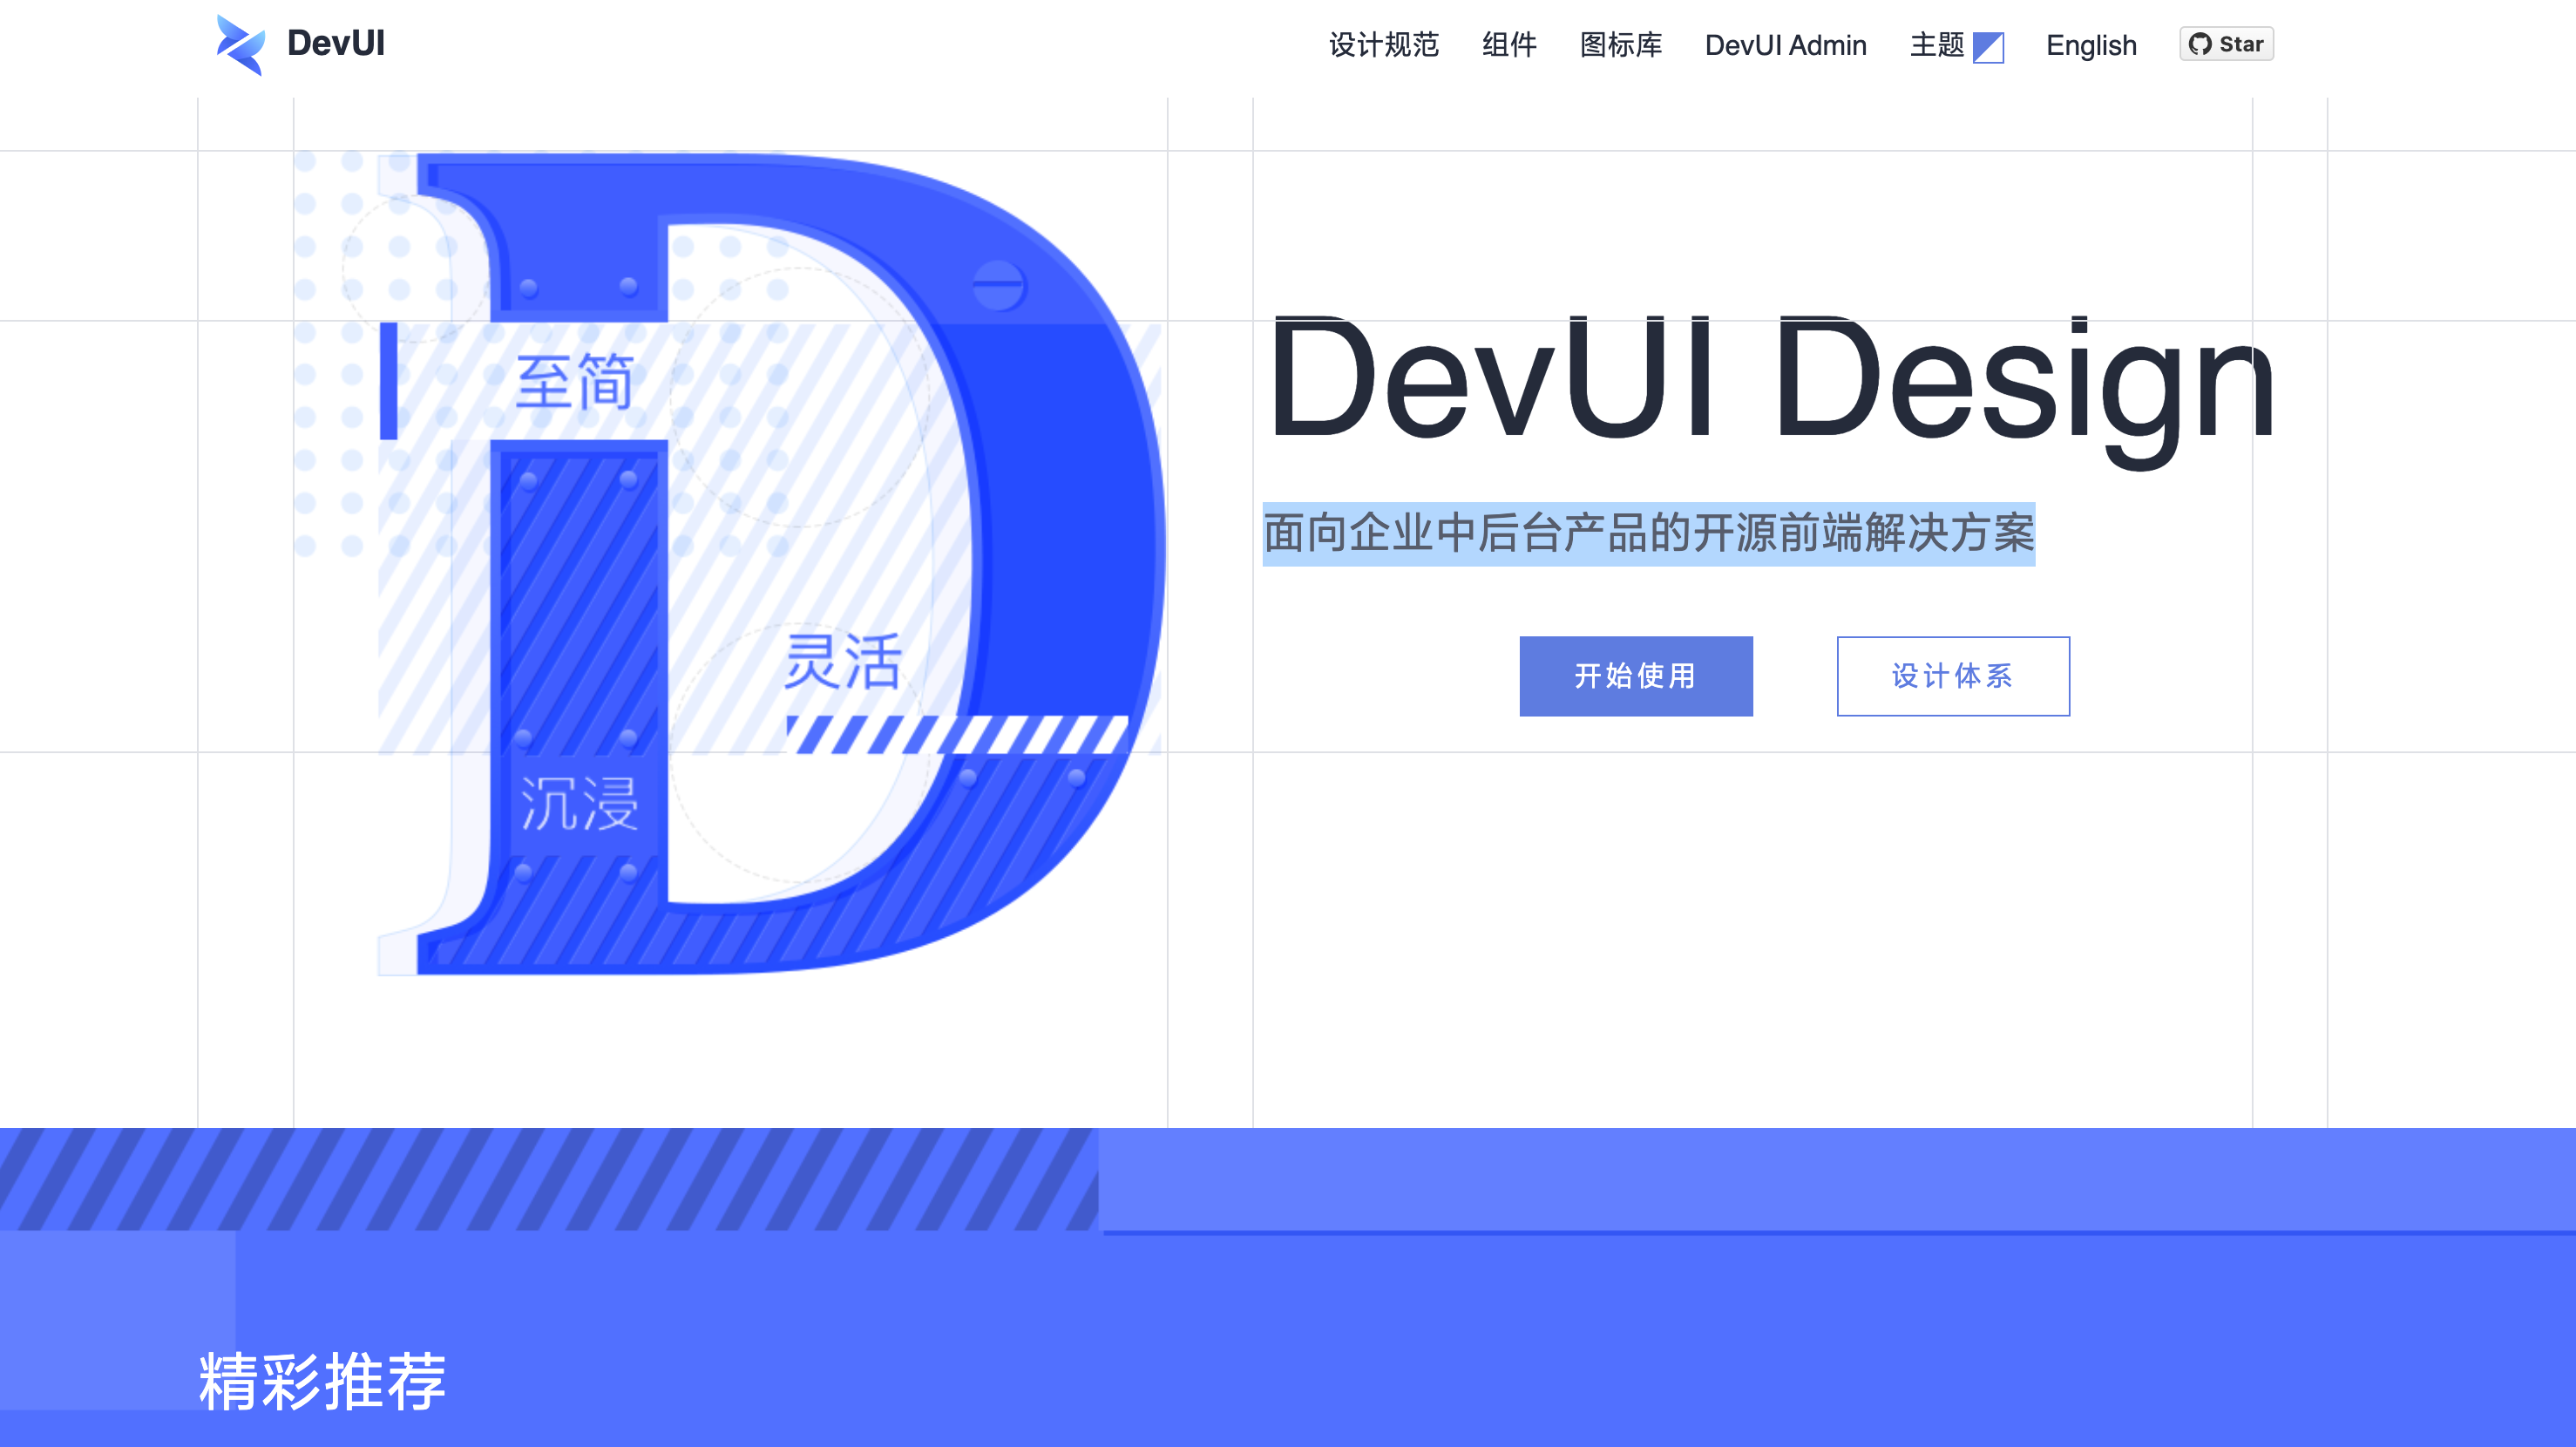 DevUI
设计规范 组件 图标库 DevUI Admin 主题 English Star
至简
DevUI Design
面向企业中后台产品的开源前端解决方案
灵活
开始使用 设计体系
沉浸
精彩推荐